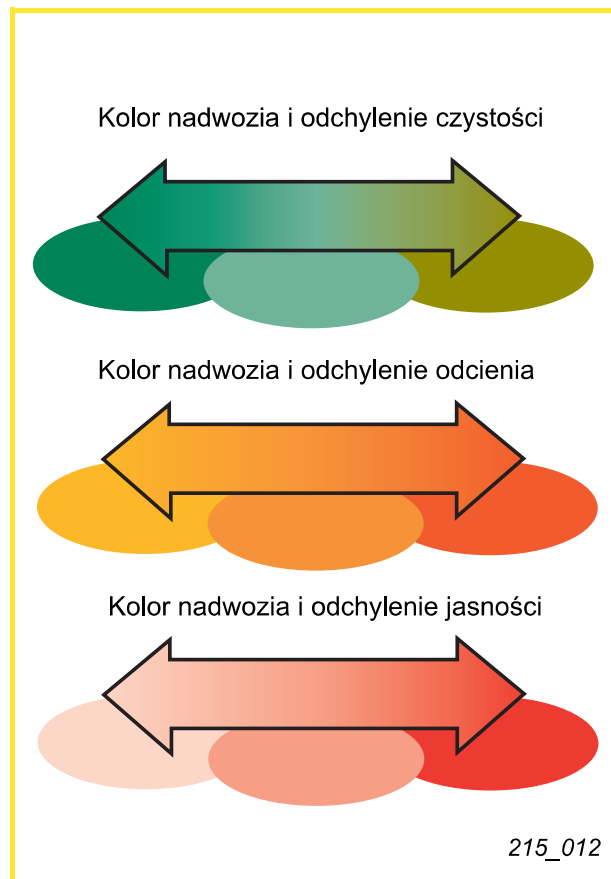 Kolor nadwozia i odchylenie czystości
Kolor nadwozia i odchylenie odcienia
Kolor nadwozia i odchylenie jasności
215_012